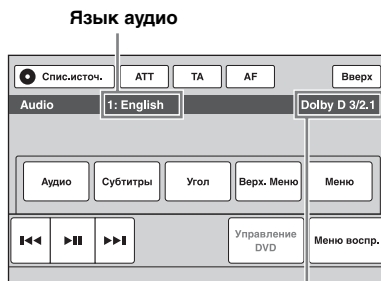 Язык аудио
Спис.источ. ATT TA AF Вверх
Audio 1: English Dolby D 3/2.1
Аудио Субтитры Угол Верх. Меню Меню
Управление DVD Меню воспр.